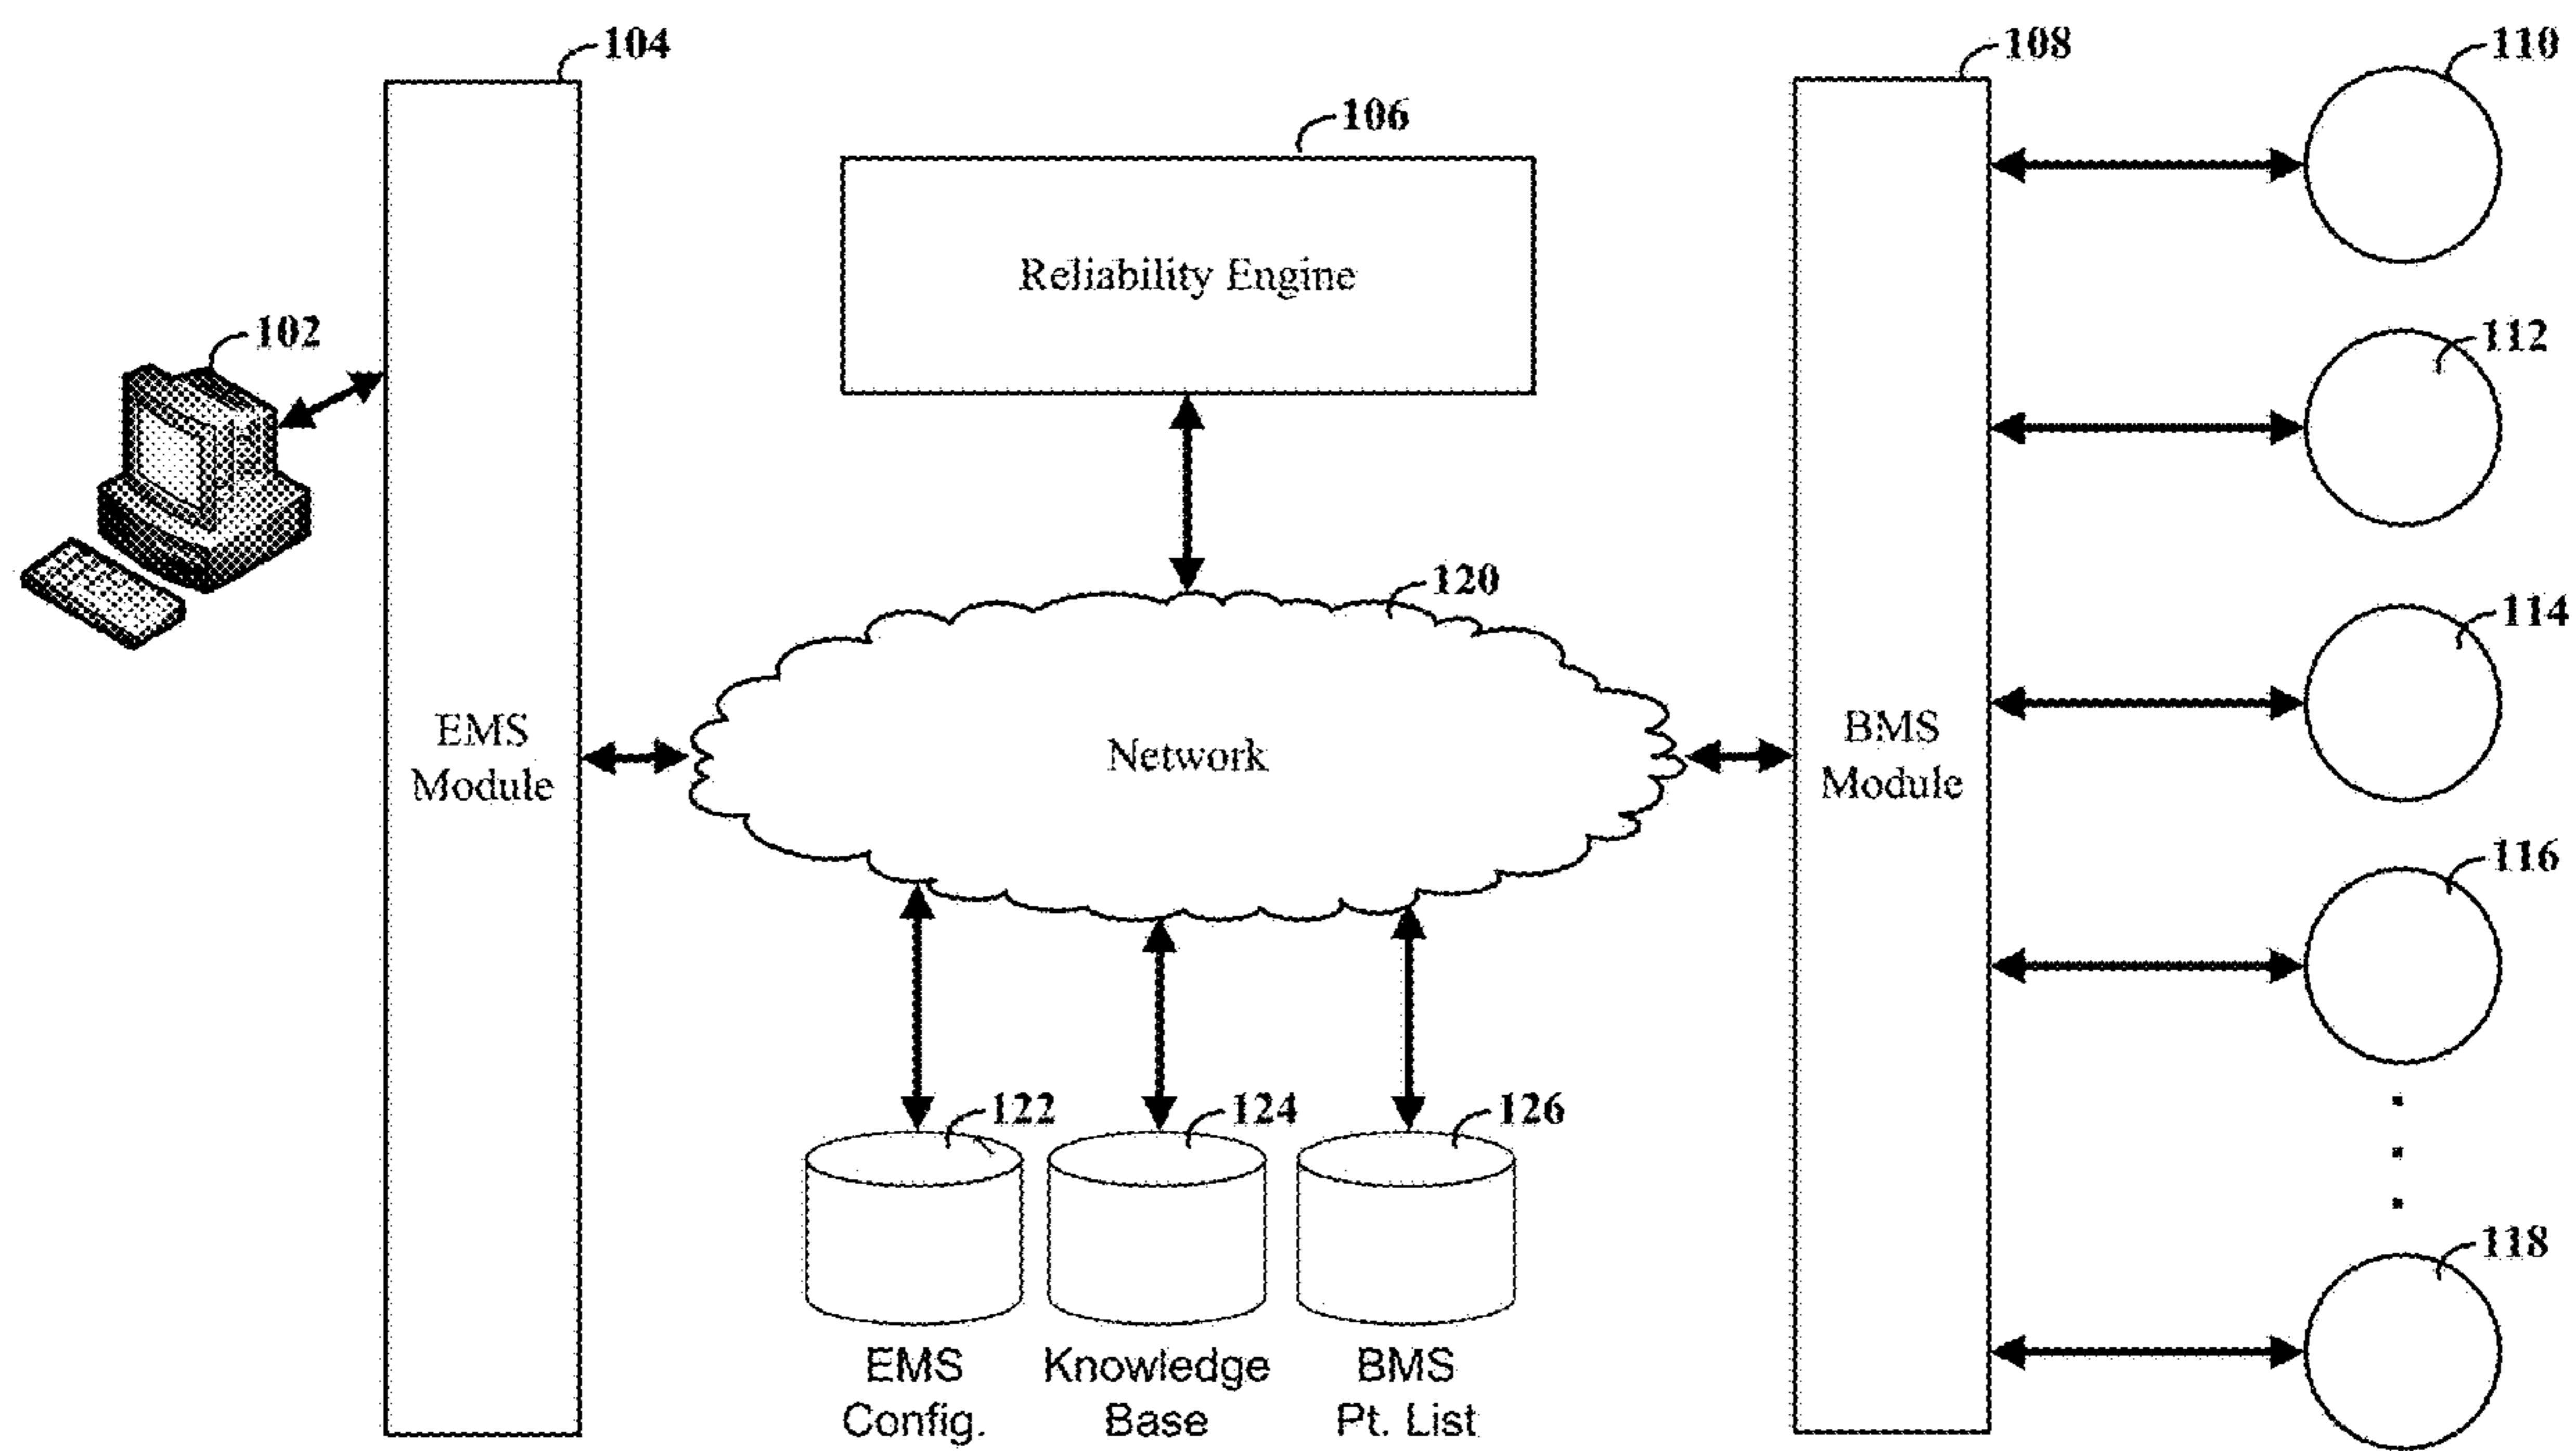 104
108
110
106
Reliability Engine
102
112
120
114
EMS
Module
Network
BMS
Module
116
122
124
126
118
EMS
Config.
Knowledge
Base
BMS
Pt. List